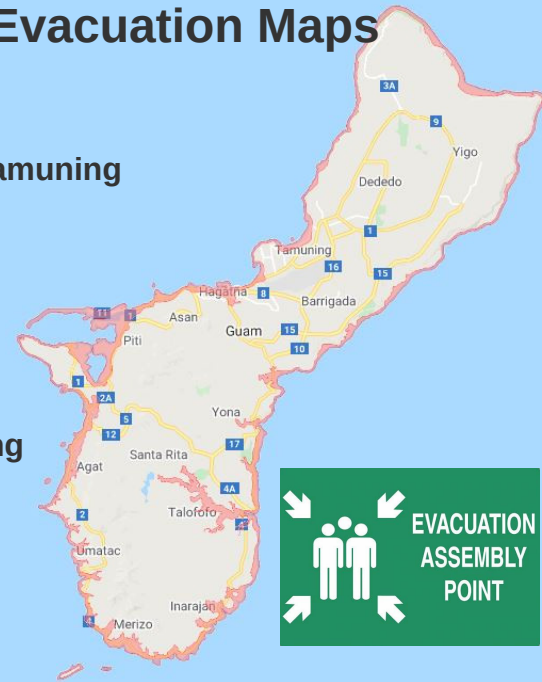 Evacuation Maps
3A
9
Yigo
amuning
Dededo
1
Tamuning
16
15
Hagåtña
8
Barrigada
11
1
Asan
Guam
15
Piti
10
1
2A
5
Yona
12
17
ng
Santa Rita
Agat
4A
2
Talofofo
4
EVACUATION
ASSEMBLY
POINT
Umatac
Inarajan
4
Merizo